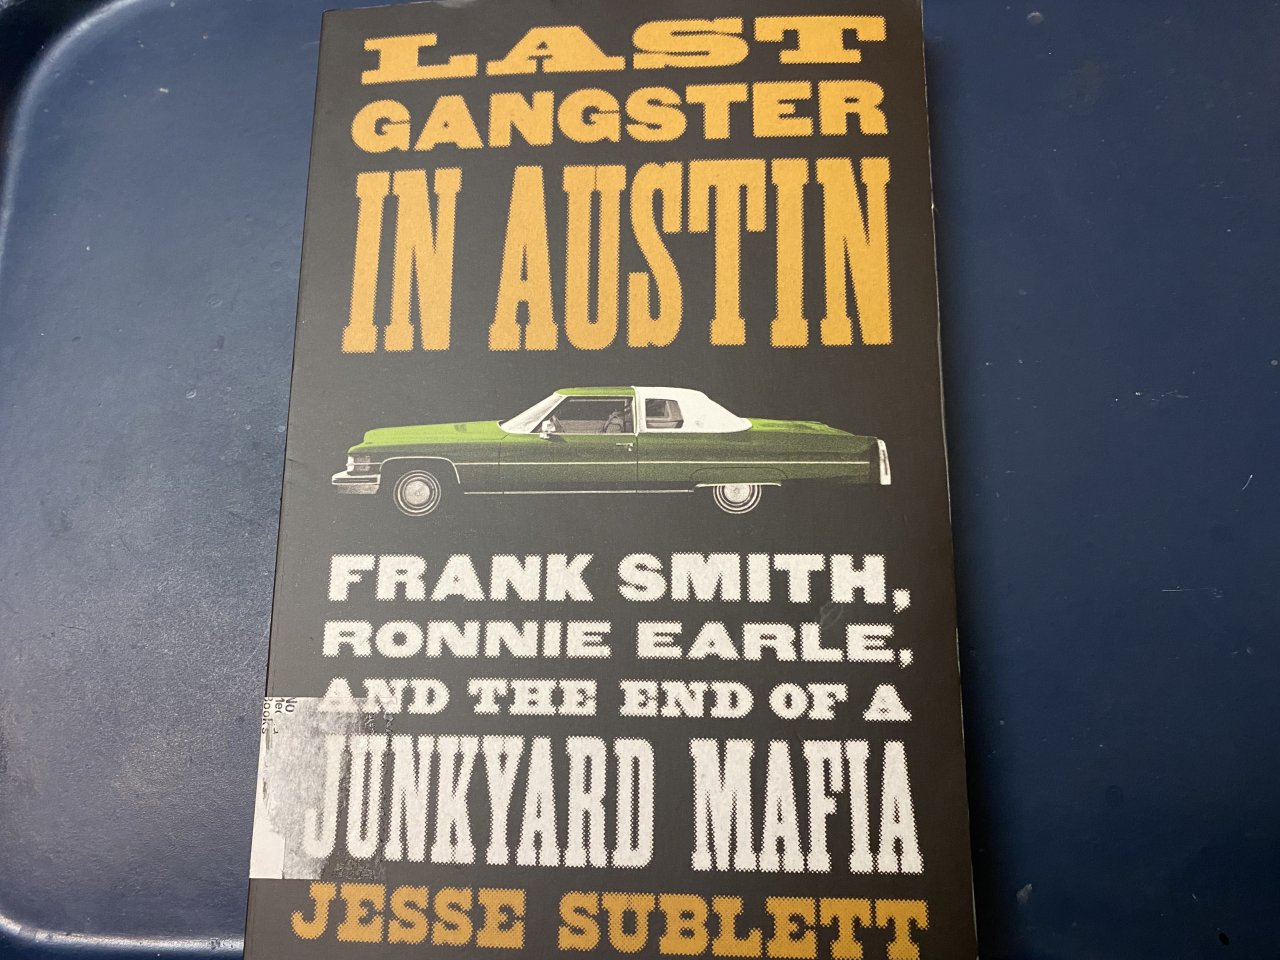 LAST
GANGSTER
IN AUSTIN
FRANK SMITH,
RONNIE EARLE,
AND THE END OF A
JUNKYARD MAFIA
JESSE SUBLETT